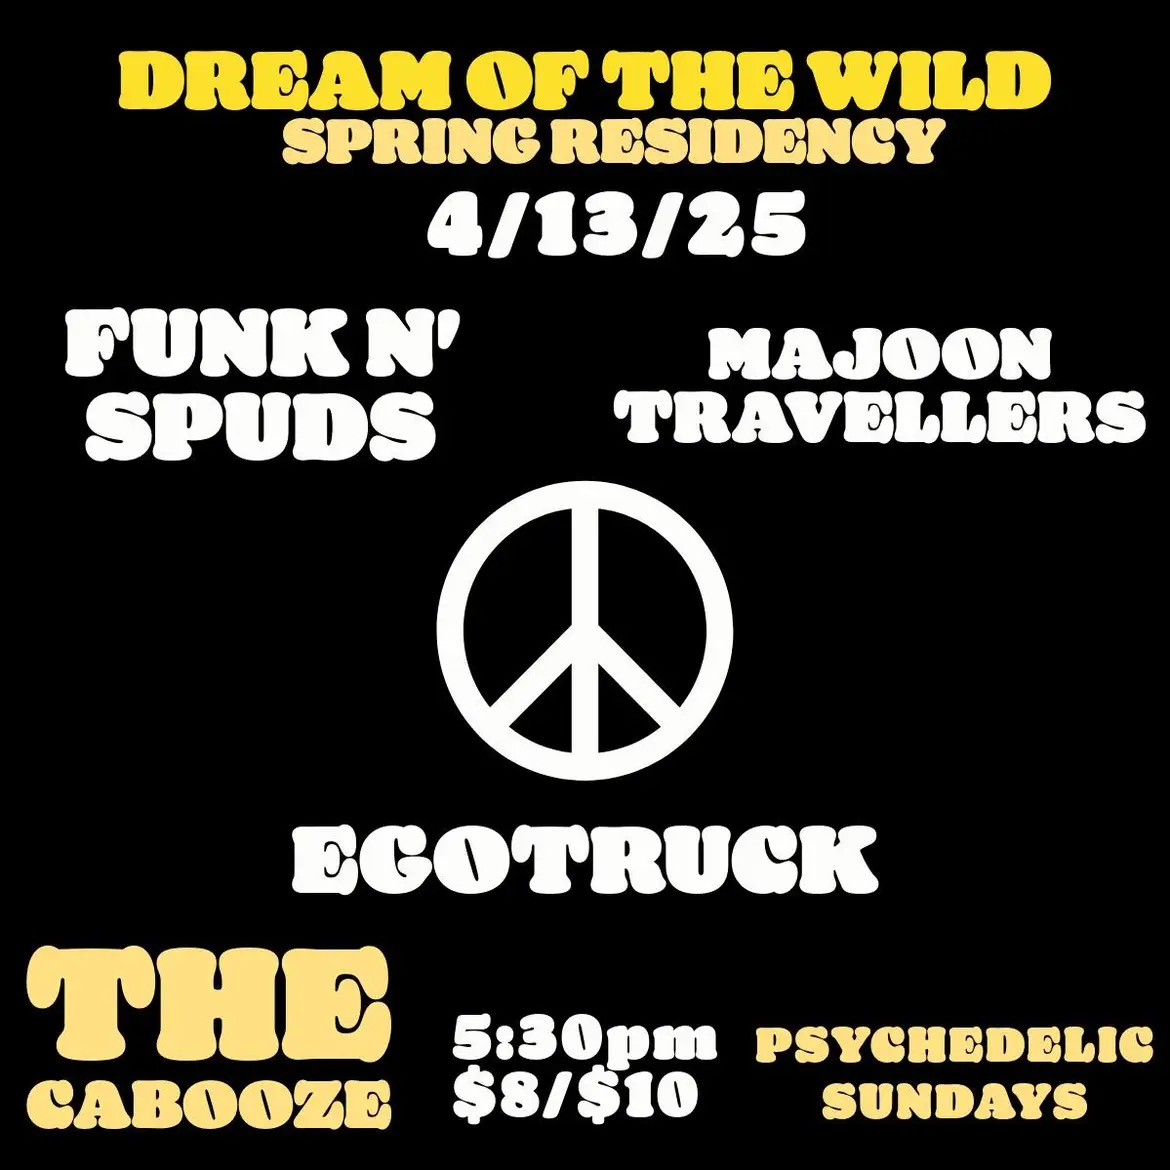 DREAM OF THE WILD
SPRING RESIDENCY
4/13/25
FUNK N'
SPUDS
MAJOON
TRAVELLERS
EGOTRUCK
THE
CABOOZE
5:30pm
$8/$10
PSYCHEDELIC
SUNDAYS